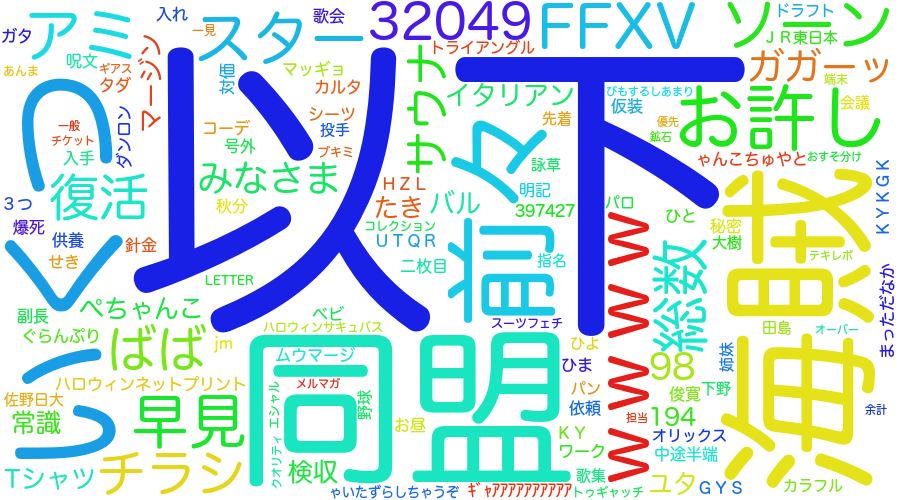 ガタ
アミ
入れ
一見
スター
歌会
32049
FFXV
ドラフト
ソーン
ＪＲ東日本
あんま
呪文
ギアス
タダ
マージン
対価
マッギョ
カルタ
トライアングル
サウナ
ガガーッ
端末
一般
チケット
入手
ダンロン
コーデ
号外
シーツ
投手
ブキミ
イタリアン
先着
びもするしあまり
仮装
優先
鉱石
お許し
会議
つ
以下
復活
みなさま
ゃんこちゅやと
おすそ分け
３つ
爆死
供養
せき
針金
秋分
ＨＺＬ
たき
コレクション
ＵＴＱＲ
バル
詠草
明記
397427
パロ
ひと
秘密
大樹
海賊
ＫＹＫＧＫ
く
LETTER
二枚目
前々
指名
ｗｗｗｗ
総数
テキレボ
まっただなか
副長
ぺちゃんこ
ぐらんぷり
ばば
jm
ベビ
ハロウィンサキュバス
スーツフェチ
ひよ
ひま
田島
オーバー
ムウマージ
ハロウィンネットプリント
メルマガ
同盟
パン
依頼
98
姉妹
佐野日大
常識
早見
クオリティ
エシャル
野球
お昼
俊寛
下野
担当
194
余計
う
Tシャツ
チラシ
検収
ＫＹ
ワーク
オリックス
中途半端
歌集
ゃいたずらしちゃうぞ
ｷﾞｬｱｱｱｱｱｱｱｱｱｱ
トゥギャッチ
ユタ
ＧＹＳ
カラフル